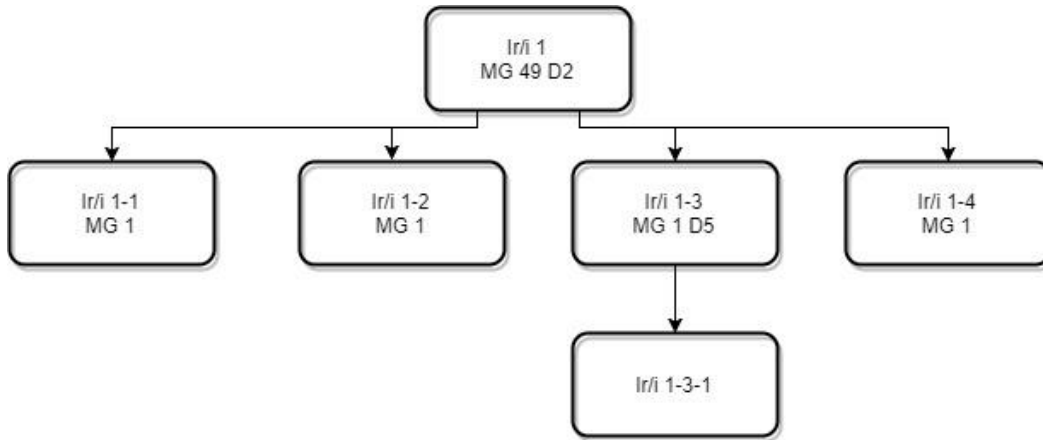 Ir/i 1
MG 49 D2
Ir/i 1-1
MG 1
Ir/i 1-2
MG 1
Ir/i 1-3
MG 1 D5
Ir/i 1-4
MG 1
Ir/i 1-3-1